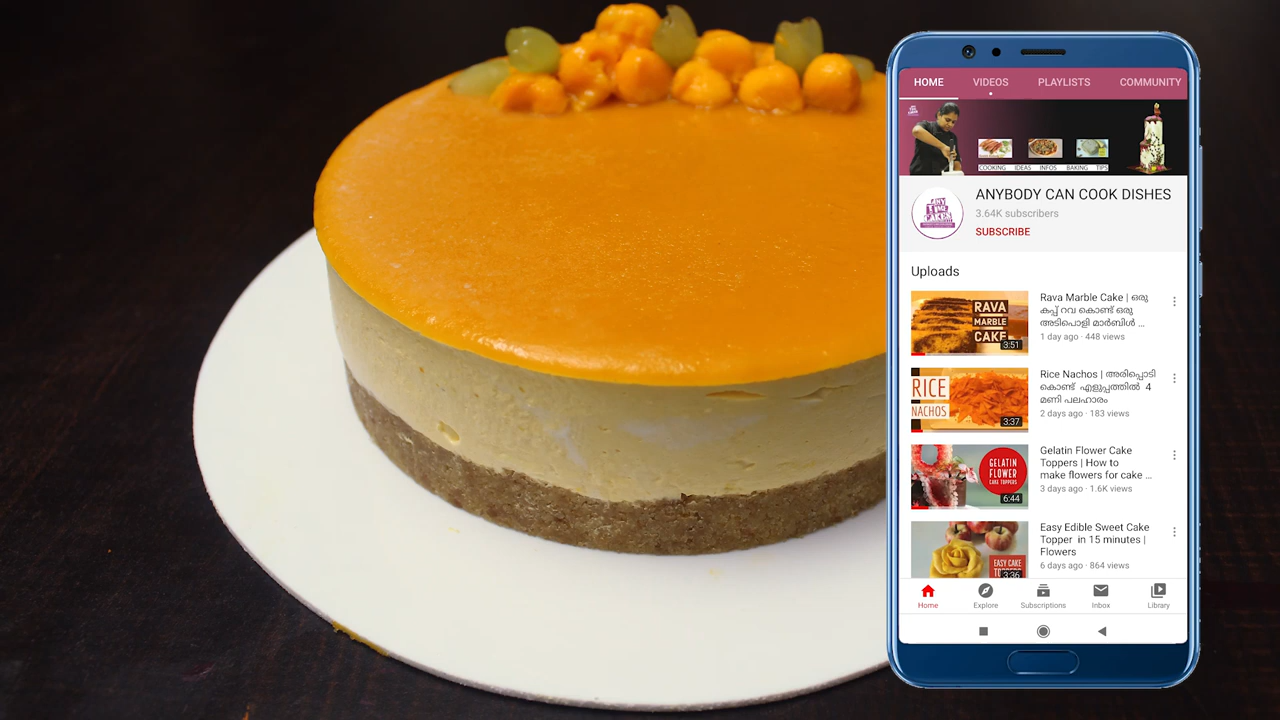 HOME VIDEOS PLAYLISTS COMMUNITY
COOKING IDEAS INFOS BAKING TIPS
ANYBODY CAN COOK DISHES
3.64K subscribers
SUBSCRIBE
Uploads
RAVA
MARBLE
CAKE
3:51
Rava Marble Cake | ഒരു
കപ്പ് റവ കൊണ്ട് ഒരു
അടിപൊളി മാർബിൾ ...
1 day ago · 448 views
RICE
NACHOS
3:37
Rice Nachos | അരിപ്പൊടി
കൊണ്ട് എളുപ്പത്തിൽ 4
മണി പലഹാരം
2 days ago · 183 views
GELATIN
FLOWER
CAKE TOPPERS
6:44
Gelatin Flower Cake
Toppers | How to
make flowers for cake ...
3 days ago · 1.6K views
EASY CAKE
3:36
Easy Edible Sweet Cake
Topper in 15 minutes |
Flowers
6 days ago · 864 views
Home Explore Subscriptions Inbox Library